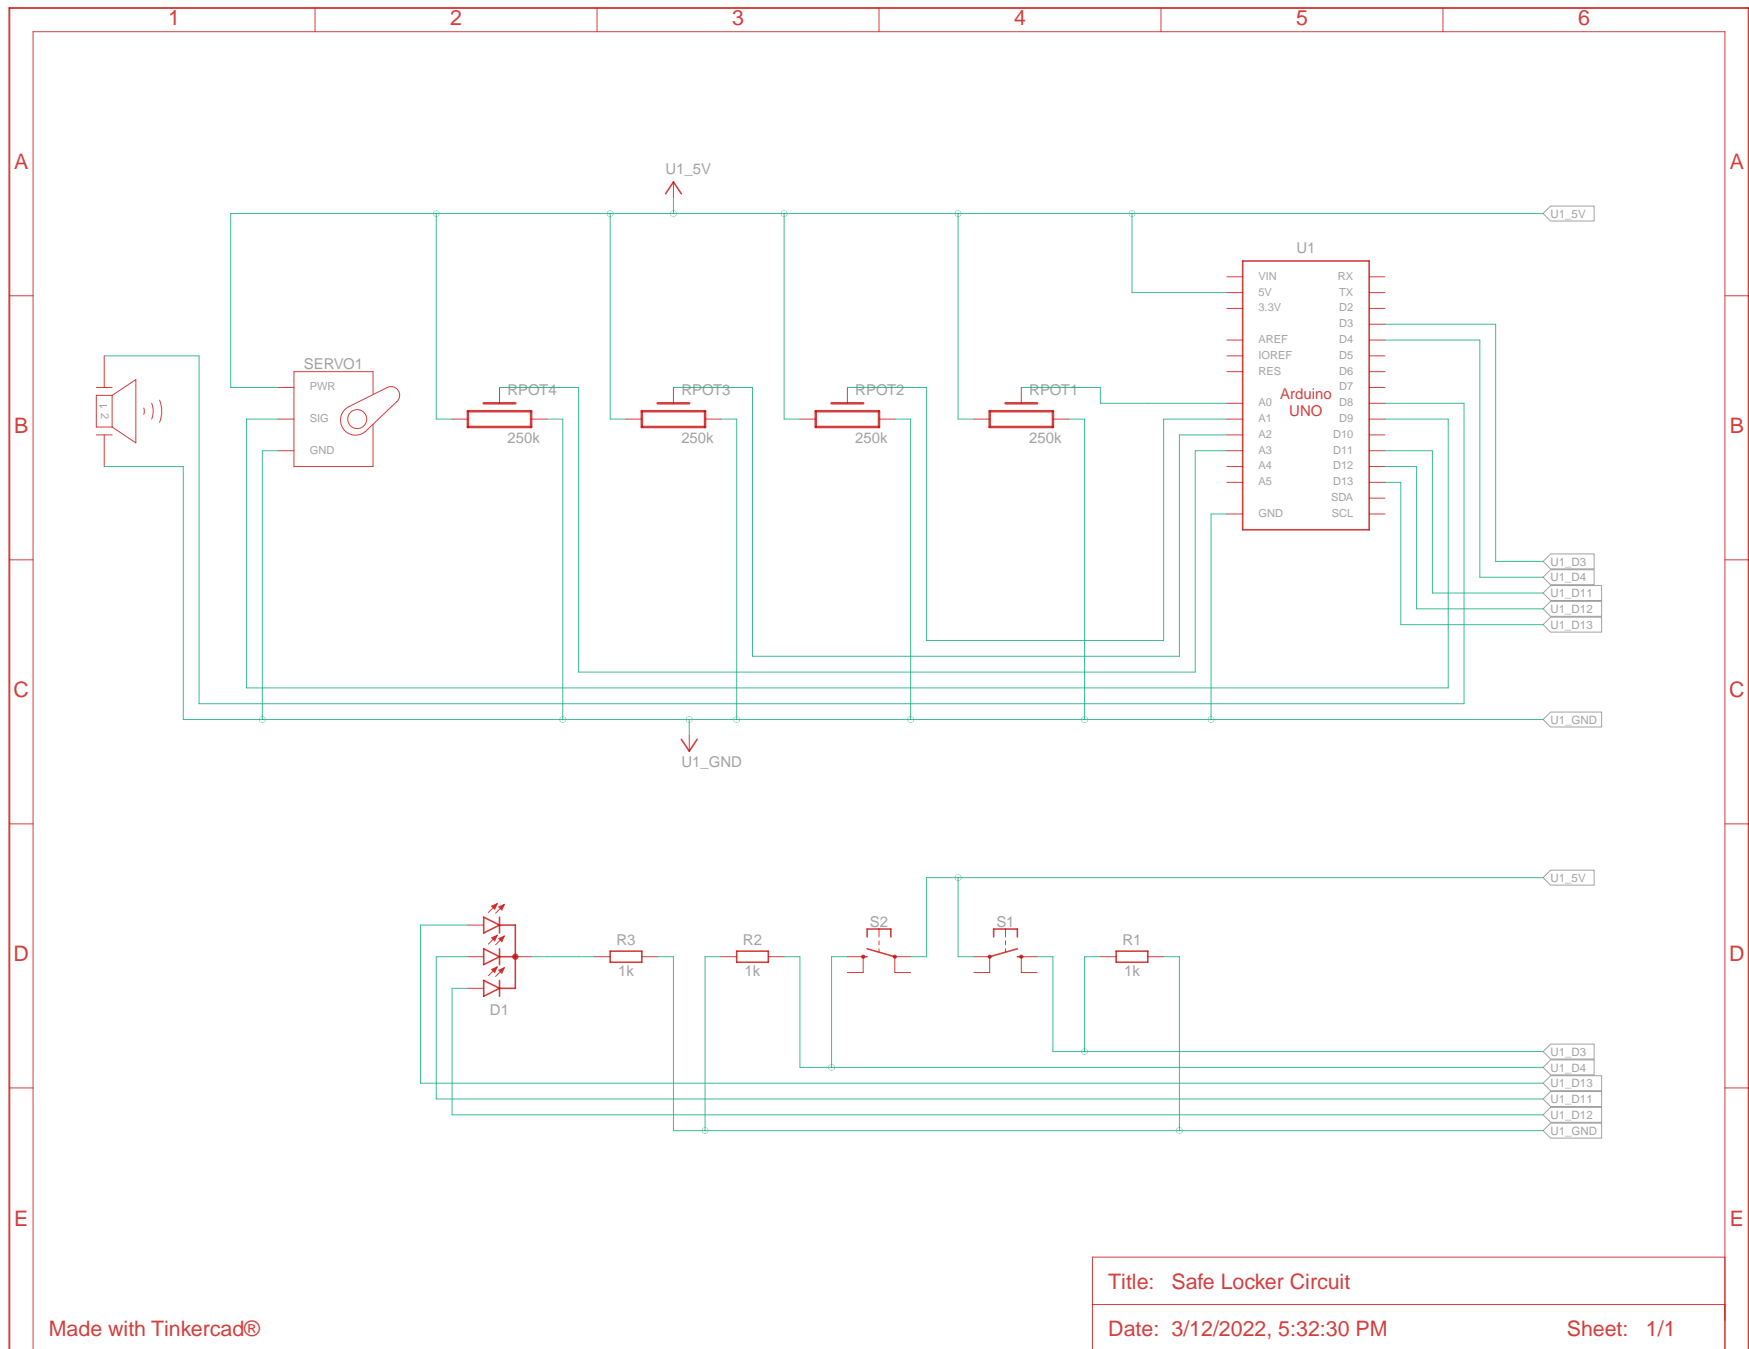 1 2 3 4 5 6
A A
U1_5V
U1_5V
U1
VIN RX
5V TX
3.3V D2
D3
AREF D4
IOREF D5
RES D6
D7
Arduino
UNO
A0 D8
A1 D9
A2 D10
A3 D11
A4 D12
A5 D13
SDA
GND SCL
SERVO1
PWR
SIG
GND
1 2
RPOT4 RPOT3 RPOT2 RPOT1
250k 250k 250k 250k
B B
U1_D3
U1_D4
U1_D11
U1_D12
U1_D13
C C
U1_GND
U1_GND
U1_5V
D D
S2 S1
R3 R2 R1
1k 1k 1k
D1
U1_D3
U1_D4
U1_D13
U1_D11
U1_D12
U1_GND
E E
Title: Safe Locker Circuit
Made with Tinkercad®
Date: 3/12/2022, 5:32:30 PM Sheet: 1/1